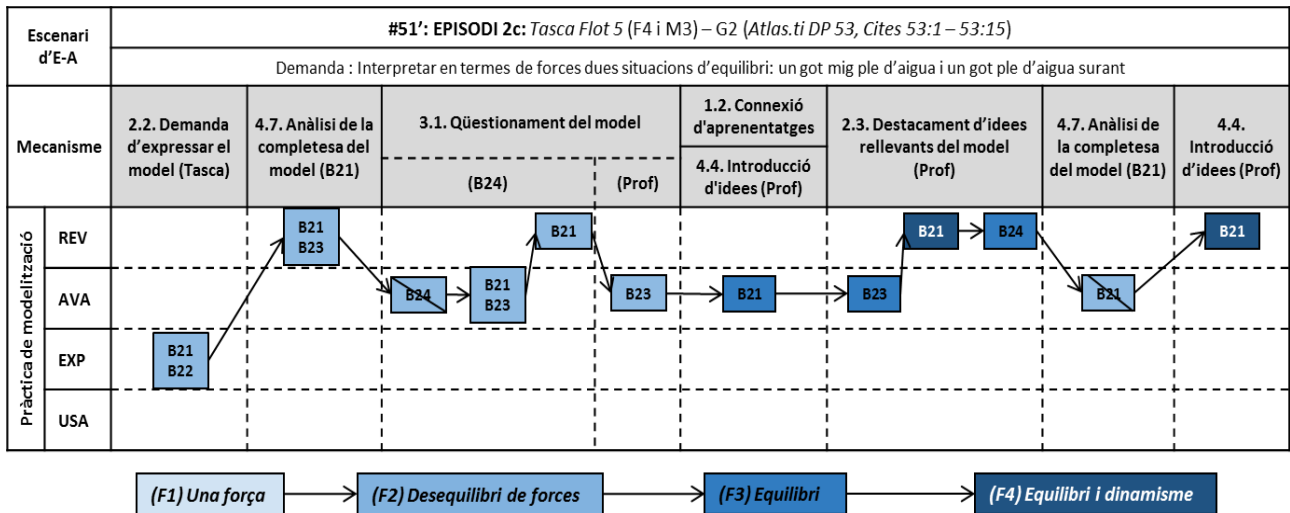 Escenari
d'E-A
#51’: EPISODI 2c: Tasca Flot 5 (F4 i M3) – G2 (Atlas.ti DP 53, Cites 53:1 – 53:15)
Demanda : Interpretar en termes de forces dues situacions d’equilibri: un got mig ple d’aigua i un got ple d’aigua surant
Mecanisme
2.2. Demanda
d’expressar el
model (Tasca)
4.7. Anàlisi de la
completesa del
model (B21)
3.1. Qüestionament del model
(B24)
(Prof)
1.2. Connexió
d'aprenentatges
4.4. Introducció
d'idees (Prof)
2.3. Destacament d’idees
rellevants del model
(Prof)
4.7. Anàlisi de
la completesa
del model (B21)
4.4.
Introducció
d’idees (Prof)
Pràctica de modelització
REV
B21
B23
B21
B21
B24
B21
AVA
B24
B21
B23
B23
B21
B23
B21
EXP
B21
B22
USA
(F1) Una força
(F2) Desequilibri de forces
(F3) Equilibri
(F4) Equilibri i dinamisme